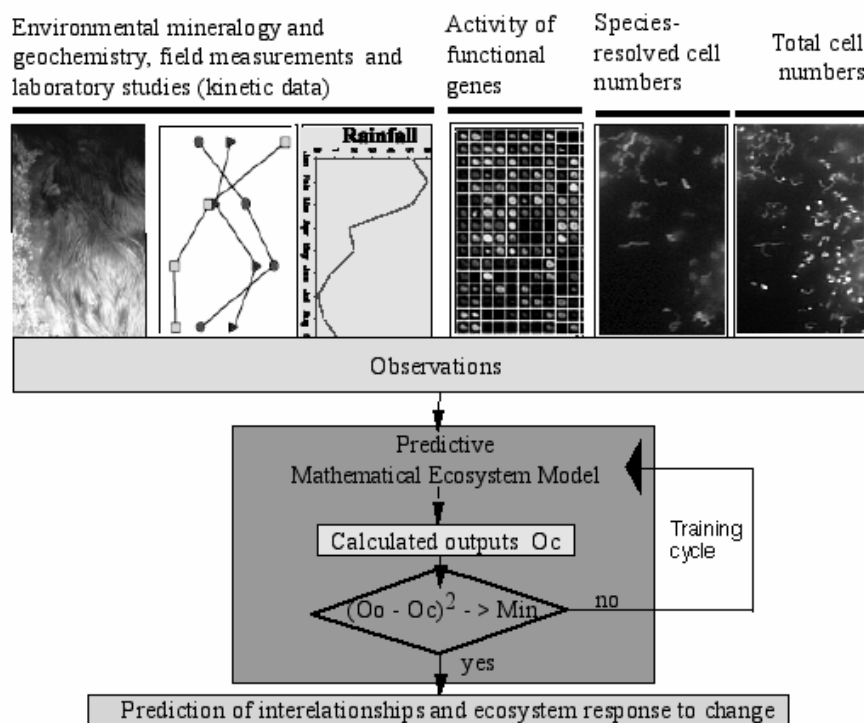 Environmental mineralogy and
geochemistry, field measurements and
laboratory studies (kinetic data)
Activity of
functional
genes
Species-
resolved cell
numbers
Total cell
numbers
Rainfall
Observations
Predictive
Mathematical Ecosystem Model
Training
cycle
Calculated outputs Oc
(Oo - Oc)² -> Min
no
yes
Prediction of interelationships and ecosystem response to change